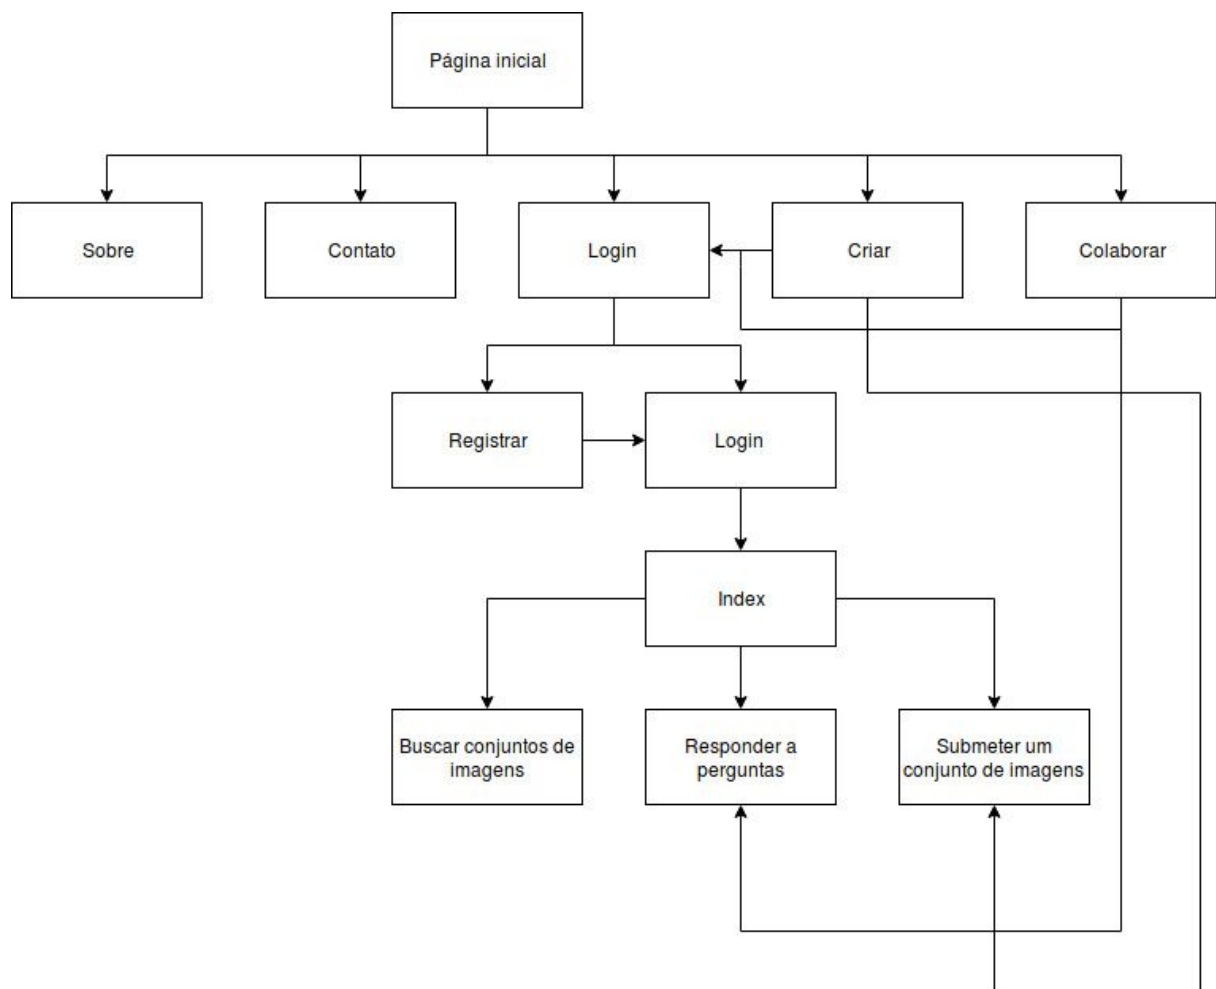 Página inicial
Sobre
Contato
Login
Criar
Colaborar
Registrar
Login
Index
Buscar conjuntos de
imagens
Responder a
perguntas
Submeter um
conjunto de imagens